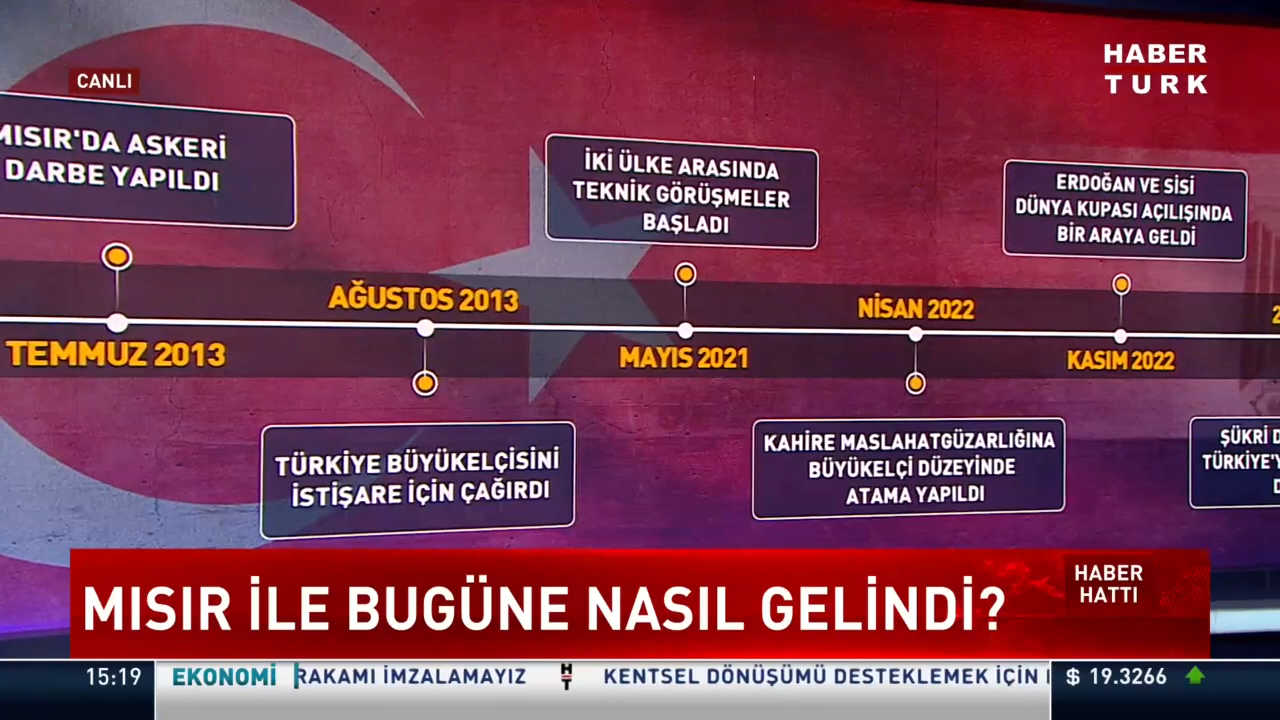 CANLI
HABER
TURK
MISIR'DA ASKERİ
DARBE YAPILDI
İKİ ÜLKE ARASINDA
TEKNİK GÖRÜŞMELER
BAŞLADI
ERDOĞAN VE SİSİ
DÜNYA KUPASI AÇILIŞINDA
BİR ARAYA GELDİ
TEMMUZ 2013
AĞUSTOS 2013
MAYIS 2021
NİSAN 2022
KASIM 2022
TÜRKİYE BÜYÜKELÇİSİNİ
İSTİŞARE İÇİN ÇAĞIRDI
KAHİRE MASLAHATGÜZARLIĞINA
BÜYÜKELÇİ DÜZEYİNDE
ATAMA YAPILDI
ŞÜKRİ
TÜRKİYE'Y
MISIR İLE BUGÜNE NASIL GELİNDİ?
HABER
HATTI
15:19
EKONOMİ
RAKAMI İMZALAMAYIZ
KENTSEL DÖNÜŞÜMÜ DESTEKLEMEK İÇİN
$ 19.3266